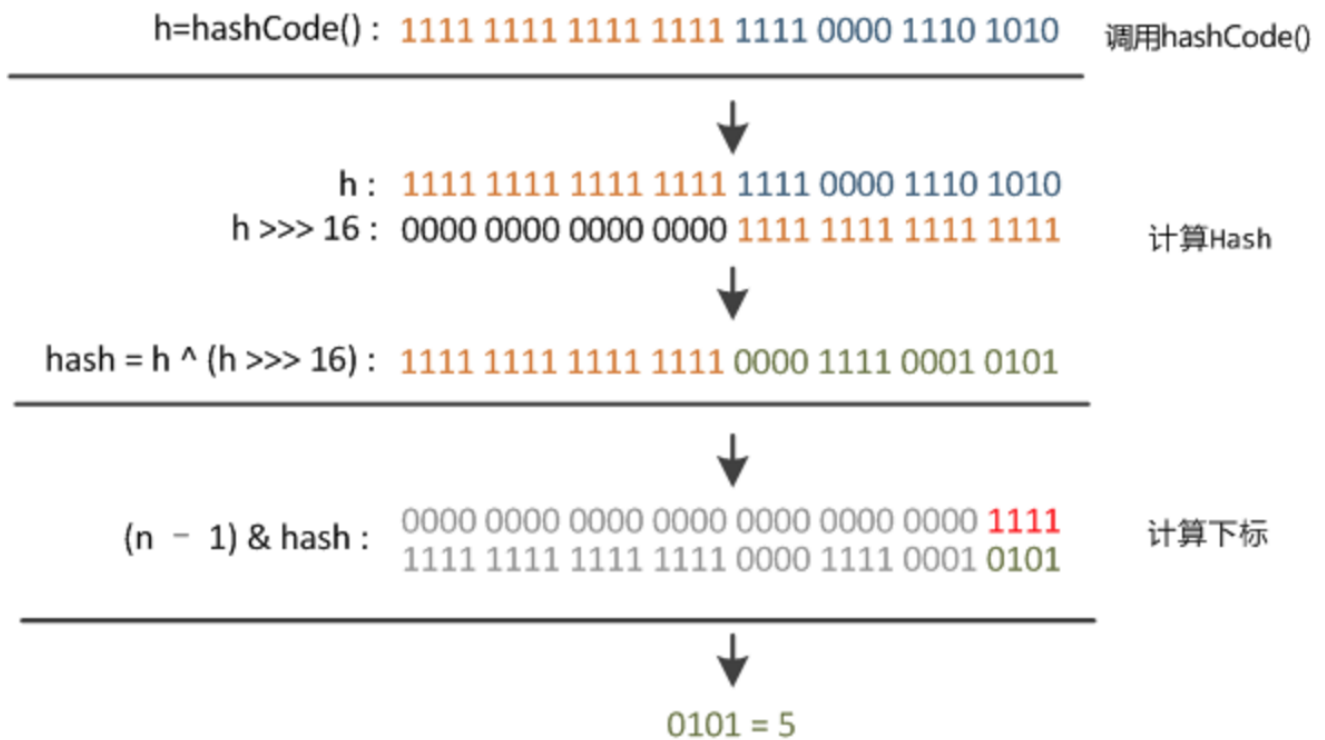 h=hashCode() : 1111 1111 1111 1111 1111 0000 1110 1010 调用hashCode()
h : 1111 1111 1111 1111 1111 0000 1110 1010
h >>> 16 : 0000 0000 0000 0000 1111 1111 1111 1111
计算Hash
hash = h ^ (h >>> 16) : 1111 1111 1111 1111 0000 1111 0001 0101
0000 0000 0000 0000 0000 0000 0000 1111
(n - 1) & hash : 计算下标
1111 1111 1111 1111 0000 1111 0001 0101
0101 = 5